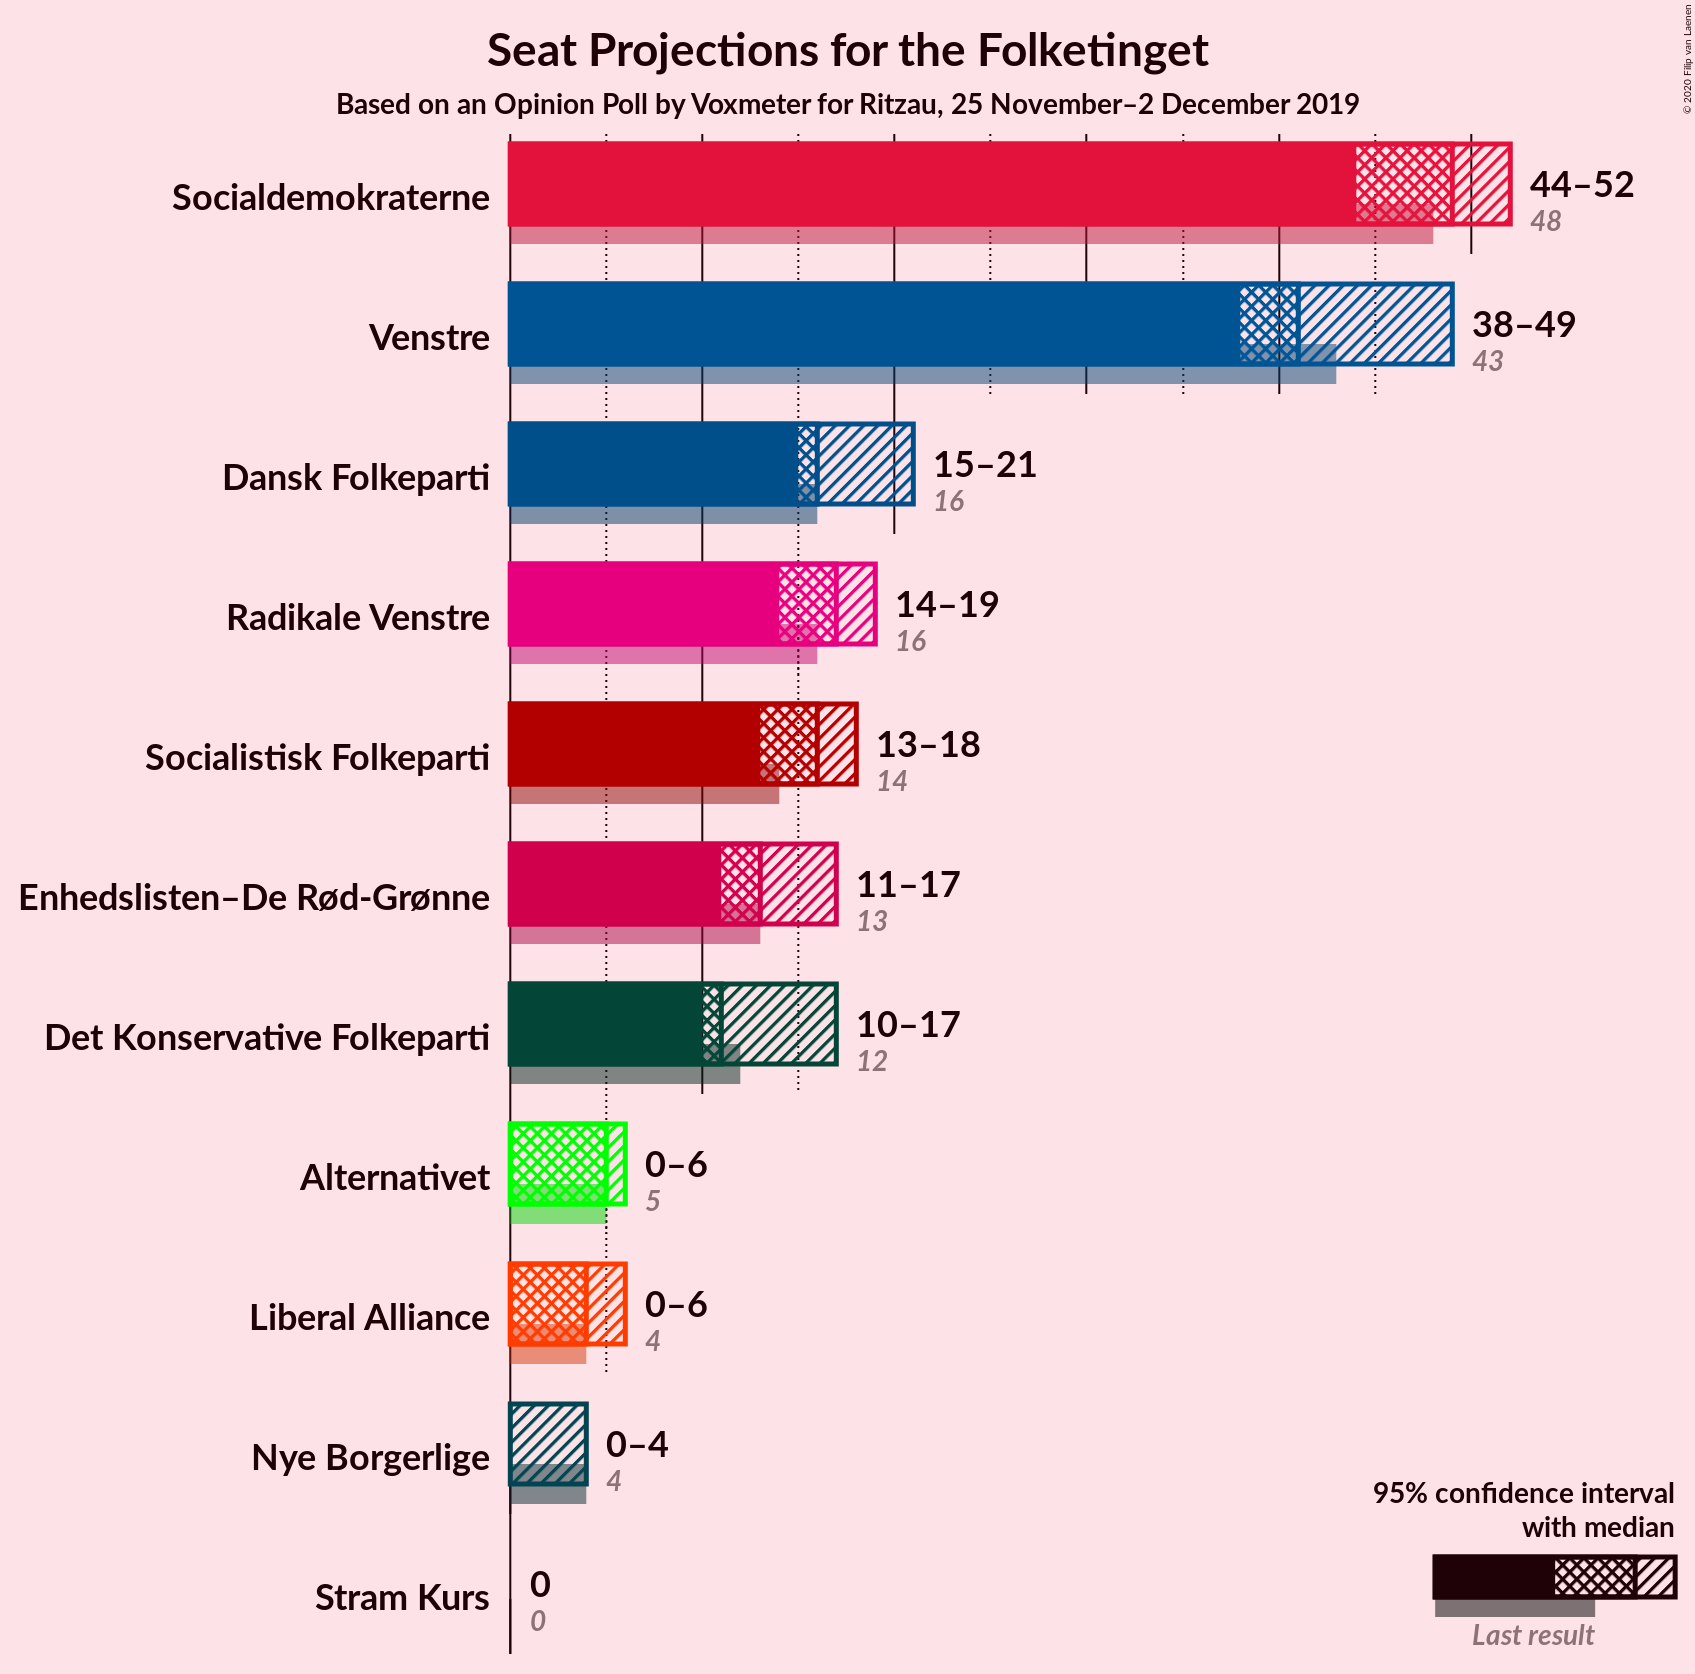 Seat Projections for the Folketinget
Based on an Opinion Poll by Voxmeter for Ritzau, 25 November–2 December 2019
© 2020 Filip van Laenen
Socialdemokraterne
44–52
48
Venstre
38–49
43
Dansk Folkeparti
15–21
16
Radikale Venstre
14–19
16
Socialistisk Folkeparti
13–18
14
Enhedslisten–De Rød-Grønne
11–17
13
Det Konservative Folkeparti
10–17
12
Alternativet
0–6
5
Liberal Alliance
0–6
4
Nye Borgerlige
0–4
4
Stram Kurs
0
0
95% confidence interval
with median
Last result